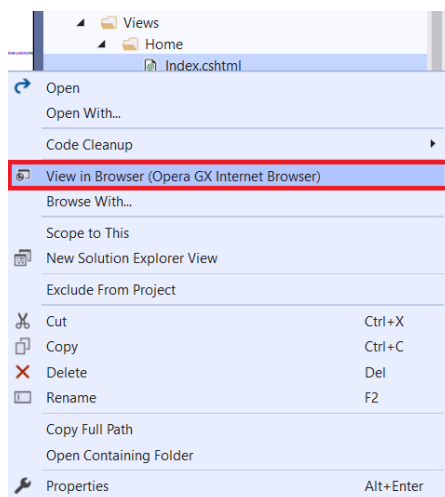 Views
Home
Index.cshtml
Open
Open With...
Code Cleanup
View in Browser (Opera GX Internet Browser)
Browse With...
Scope to This
New Solution Explorer View
Exclude From Project
Cut Ctrl+X
Copy Ctrl+C
Delete Del
Rename F2
Copy Full Path
Open Containing Folder
Properties Alt+Enter